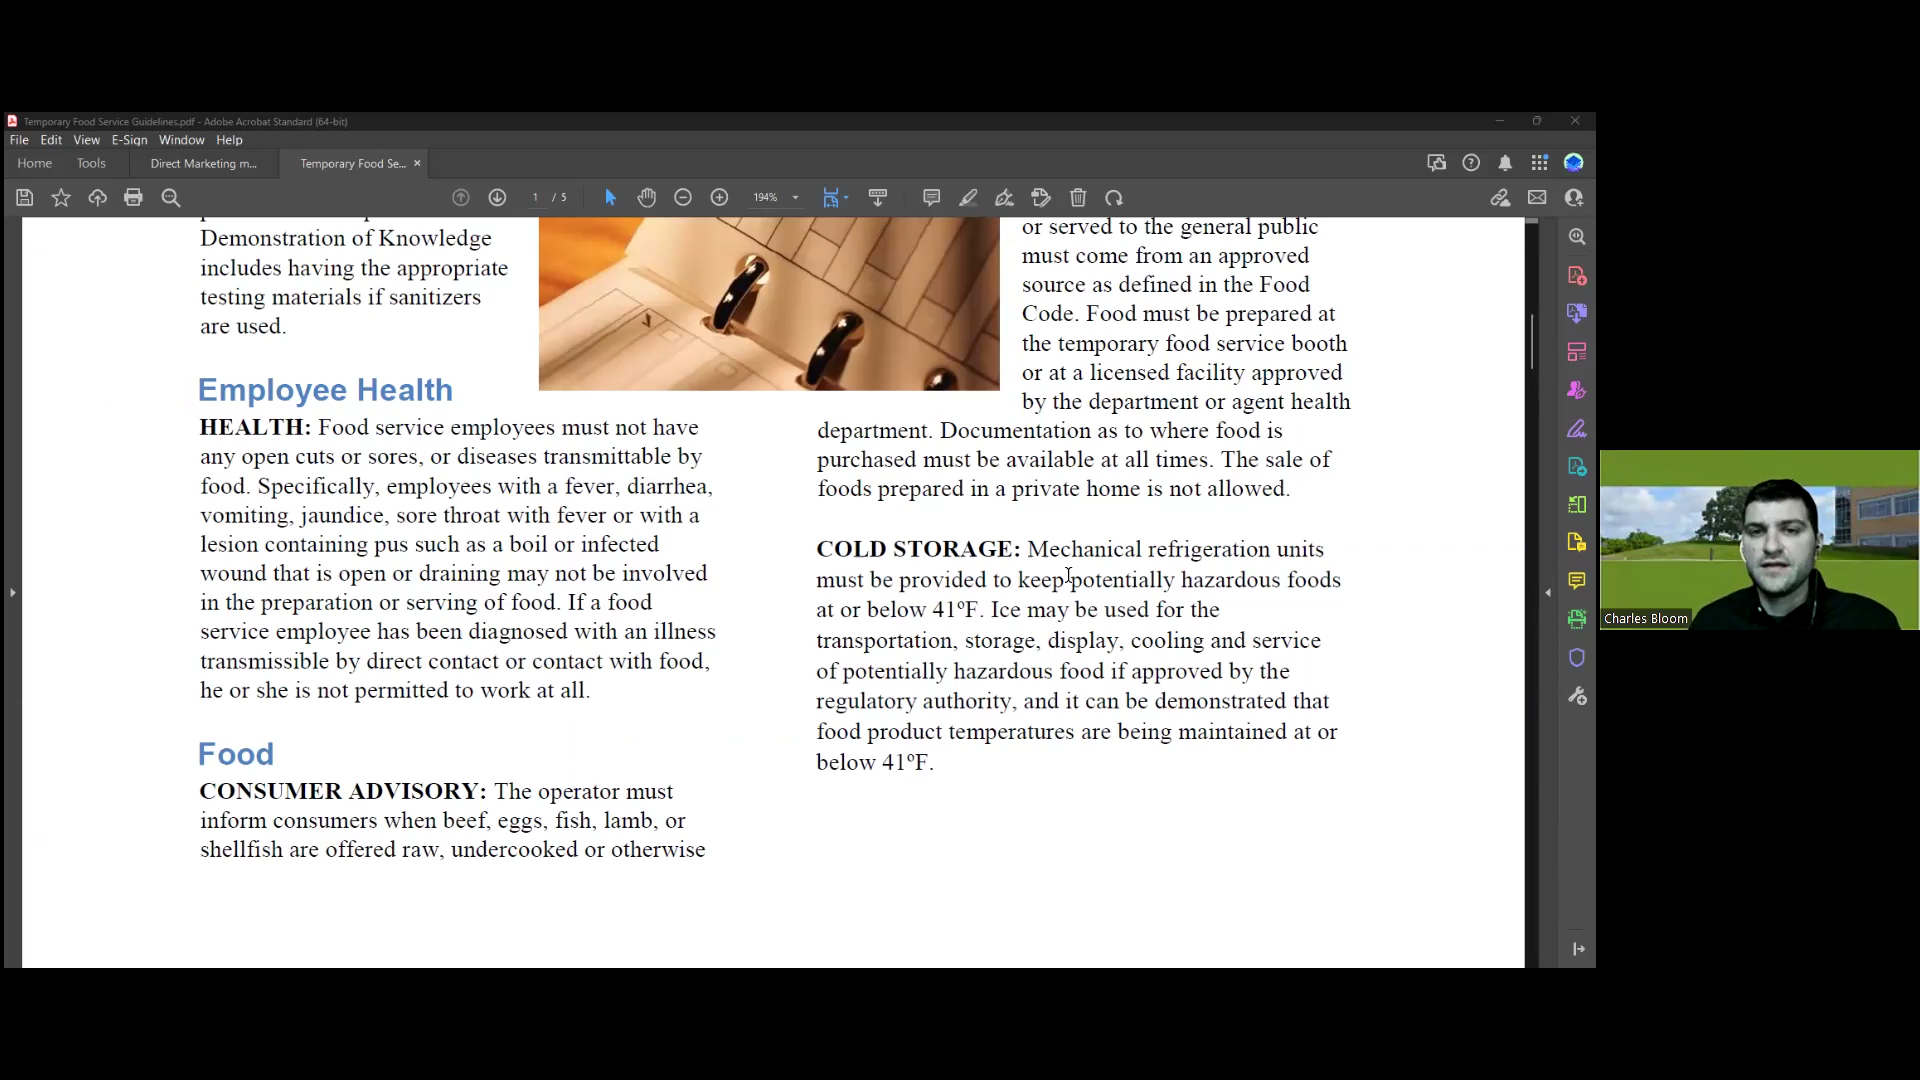 Temporary Food Service Guidelines.pdf - Adobe Acrobat Standard (64-bit)
File Edit View E-Sign Window Help
Home Tools Direct Marketing m... Temporary Food Se... ×
1 / 5 194%
Demonstration of Knowledge
includes having the appropriate
testing materials if sanitizers
are used.
Employee Health
HEALTH: Food service employees must not have
any open cuts or sores, or diseases transmittable by
food. Specifically, employees with a fever, diarrhea,
vomiting, jaundice, sore throat with fever or with a
lesion containing pus such as a boil or infected
wound that is open or draining may not be involved
in the preparation or serving of food. If a food
service employee has been diagnosed with an illness
transmissible by direct contact or contact with food,
he or she is not permitted to work at all.
Food
CONSUMER ADVISORY: The operator must
inform consumers when beef, eggs, fish, lamb, or
shellfish are offered raw, undercooked or otherwise
or served to the general public
must come from an approved
source as defined in the Food
Code. Food must be prepared at
the temporary food service booth
or at a licensed facility approved
by the department or agent health
department. Documentation as to where food is
purchased must be available at all times. The sale of
foods prepared in a private home is not allowed.
COLD STORAGE: Mechanical refrigeration units
must be provided to keep potentially hazardous foods
at or below 41ºF. Ice may be used for the
transportation, storage, display, cooling and service
of potentially hazardous food if approved by the
regulatory authority, and it can be demonstrated that
food product temperatures are being maintained at or
below 41ºF.
Charles Bloom